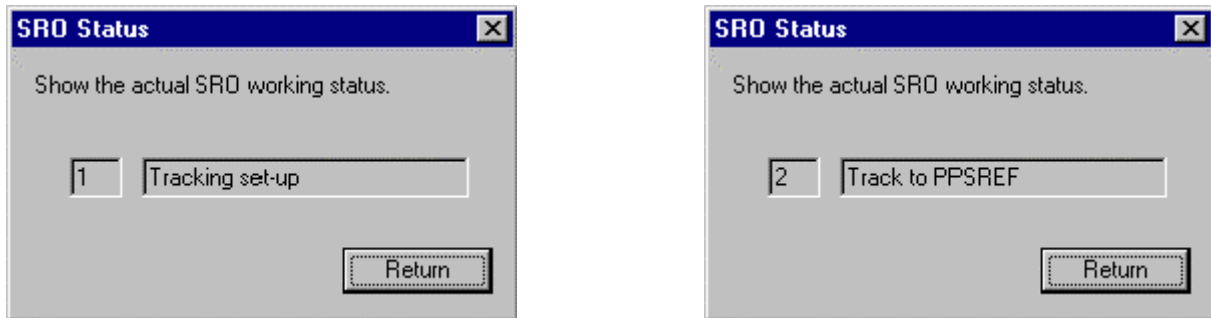 SRO Status
Show the actual SRO working status.
1 Tracking set-up
Return
SRO Status
Show the actual SRO working status.
2 Track to PPSREF
Return